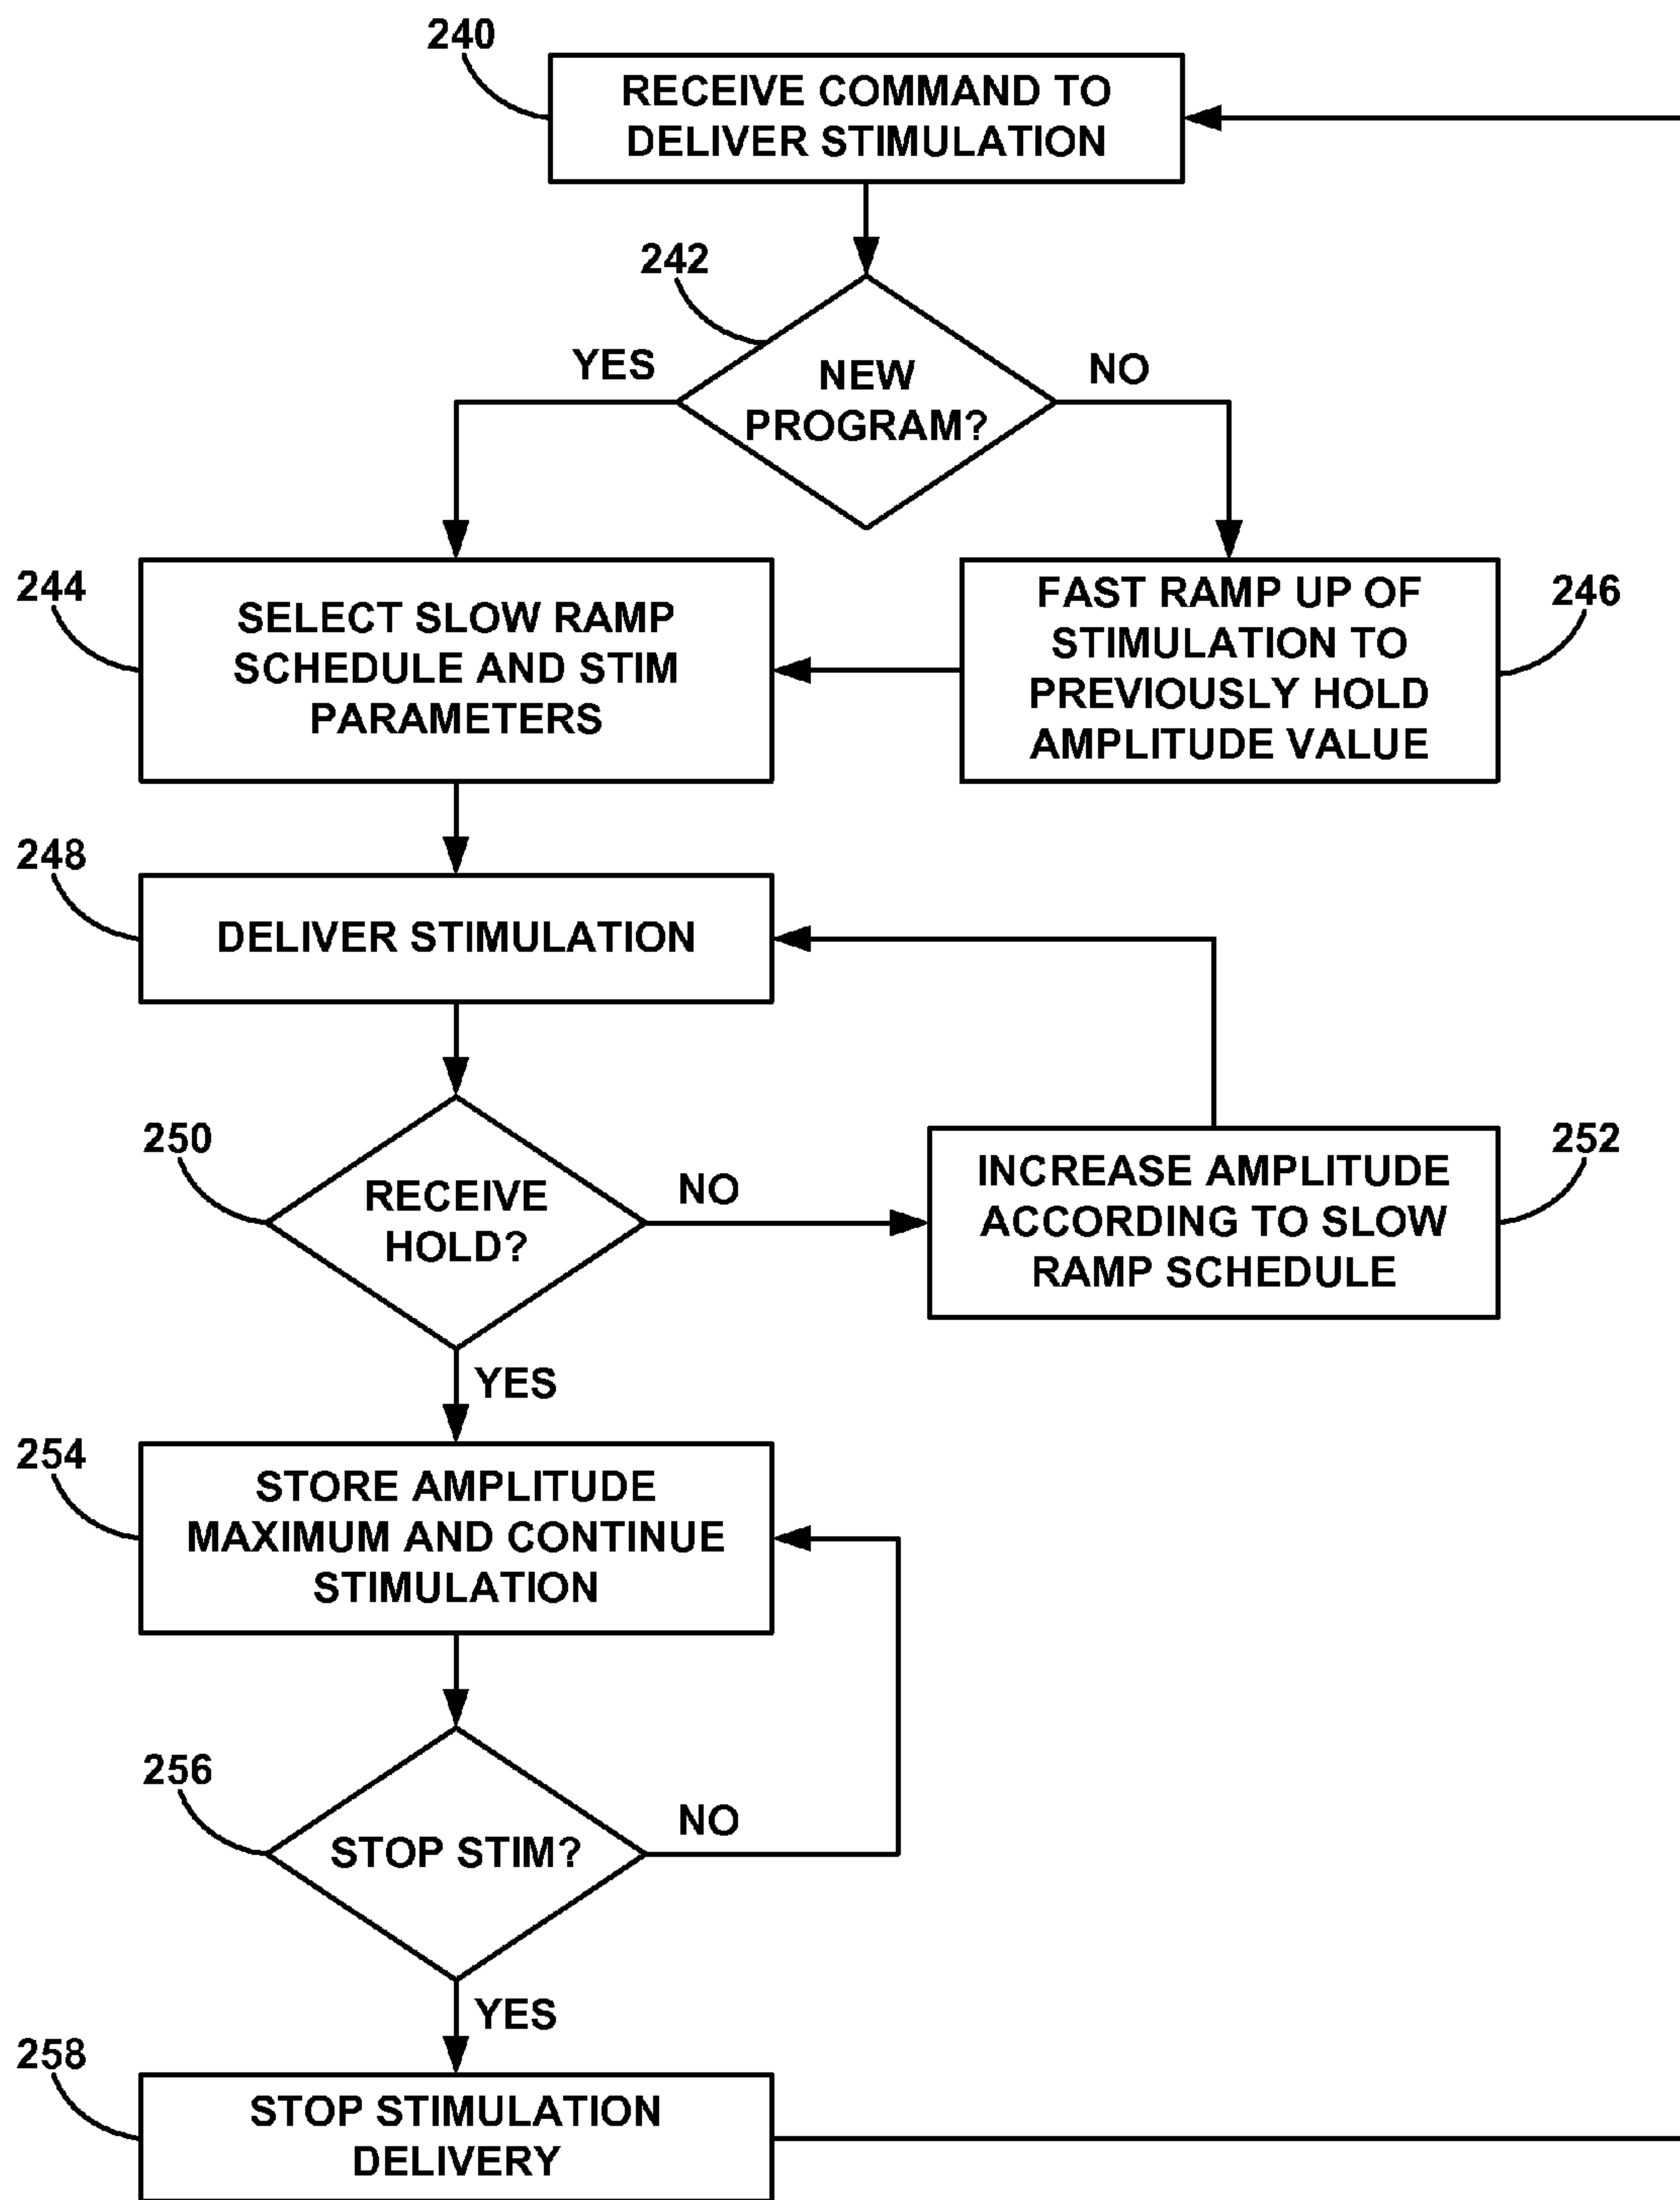 240
RECEIVE COMMAND TO
DELIVER STIMULATION
242
YES
NEW
PROGRAM?
NO
244
SELECT SLOW RAMP
SCHEDULE AND STIM
PARAMETERS
FAST RAMP UP OF
STIMULATION TO
PREVIOUSLY HOLD
AMPLITUDE VALUE
246
248
DELIVER STIMULATION
250
RECEIVE
HOLD?
NO
INCREASE AMPLITUDE
ACCORDING TO SLOW
RAMP SCHEDULE
252
YES
254
STORE AMPLITUDE
MAXIMUM AND CONTINUE
STIMULATION
256
STOP STIM?
NO
YES
258
STOP STIMULATION
DELIVERY